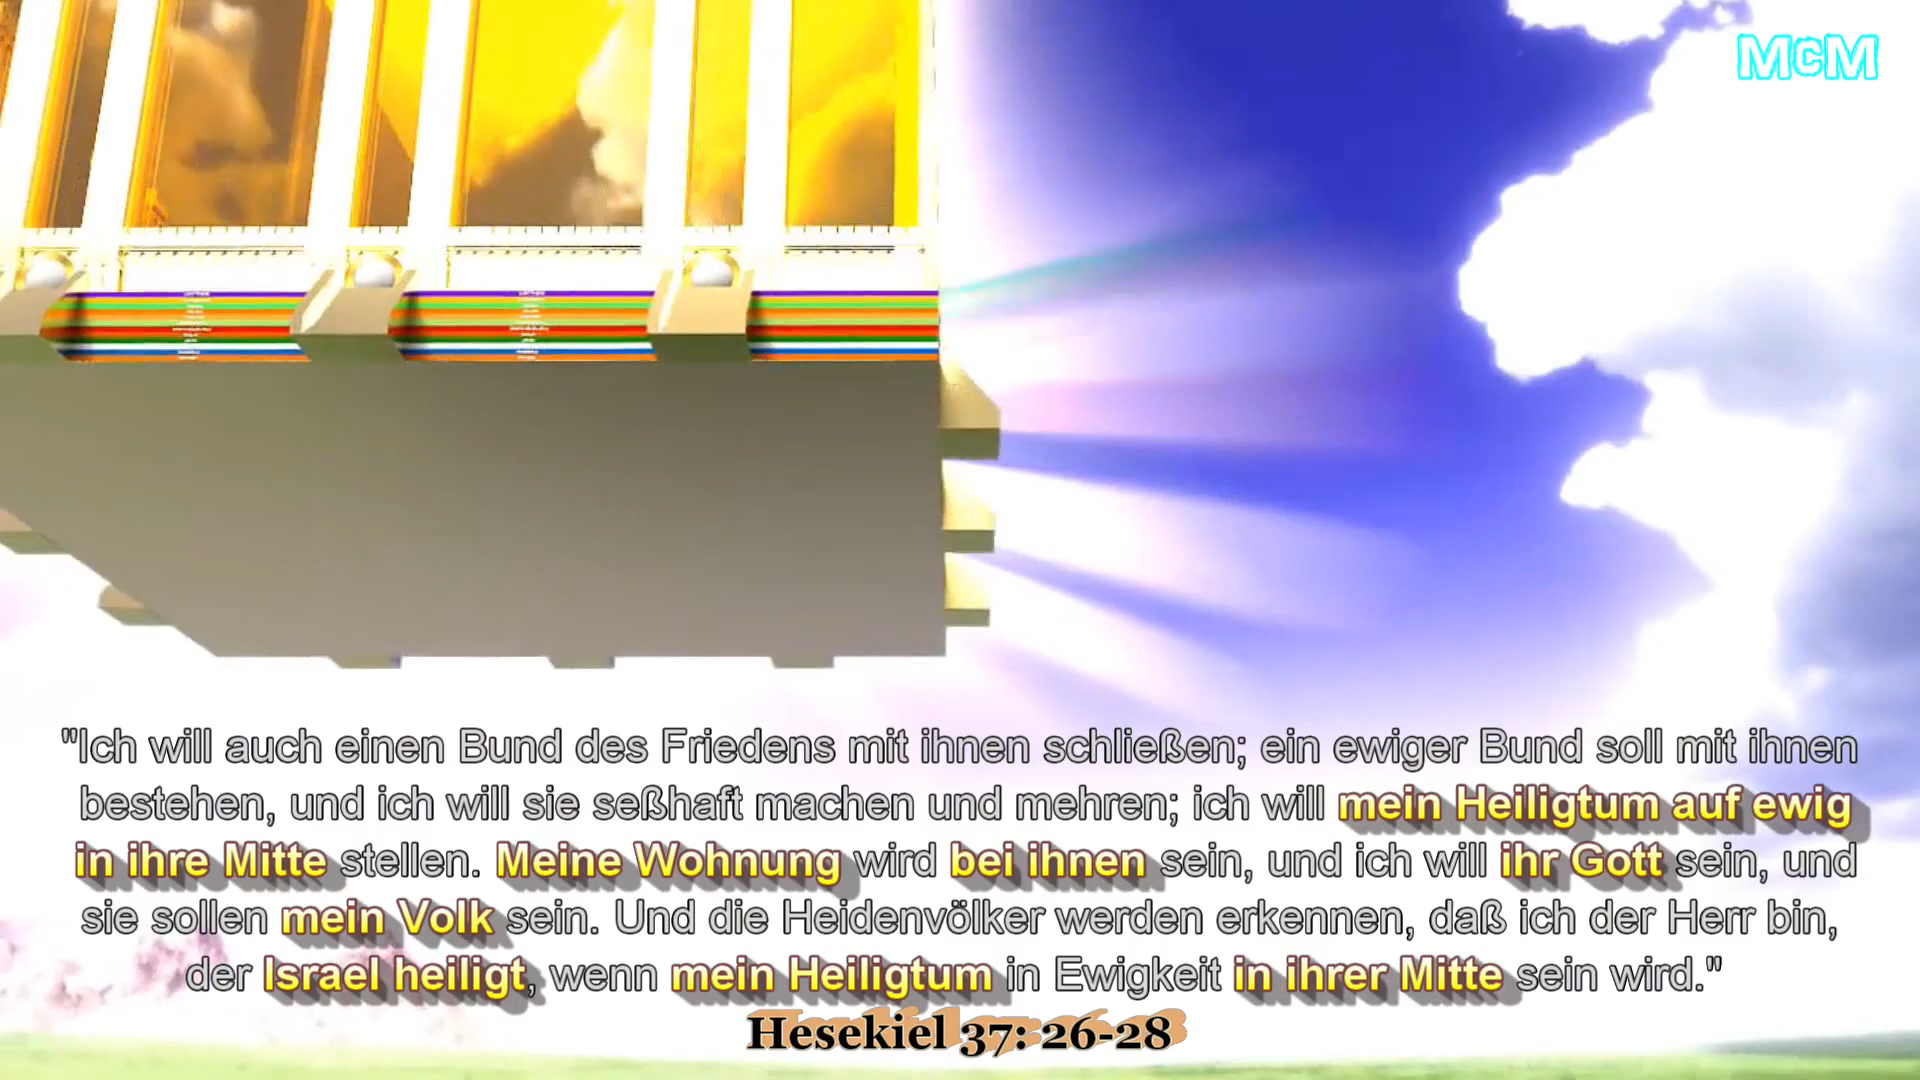 McM
"Ich will auch einen Bund des Friedens mit ihnen schließen; ein ewiger Bund soll mit ihnen
bestehen, und ich will sie seßhaft machen und mehren; ich will mein Heiligtum auf ewig
in ihre Mitte stellen. Meine Wohnung wird bei ihnen sein, und ich will ihr Gott sein, und
sie sollen mein Volk sein. Und die Heidenvölker werden erkennen, daß ich der Herr bin,
der Israel heiligt, wenn mein Heiligtum in Ewigkeit in ihrer Mitte sein wird."
Hesekiel 37: 26-28